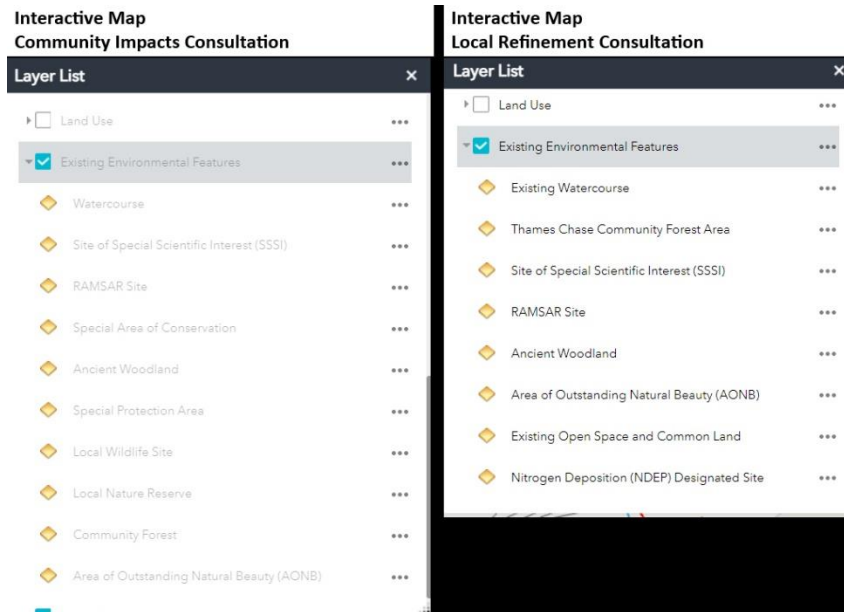 Interactive Map
Community Impacts Consultation
Layer List
Land Use
Existing Environmental Features
Watercourse
Site of Special Scientific Interest (SSSI)
RAMSAR Site
Special Area of Conservation
Ancient Woodland
Special Protection Area
Local Wildlife Site
Local Nature Reserve
Community Forest
Area of Outstanding Natural Beauty (AONB)
Interactive Map
Local Refinement Consultation
Layer List
Land Use
Existing Environmental Features
Existing Watercourse
Thames Chase Community Forest Area
Site of Special Scientific Interest (SSSI)
RAMSAR Site
Ancient Woodland
Area of Outstanding Natural Beauty (AONB)
Existing Open Space and Common Land
Nitrogen Deposition (NDEP) Designated Site